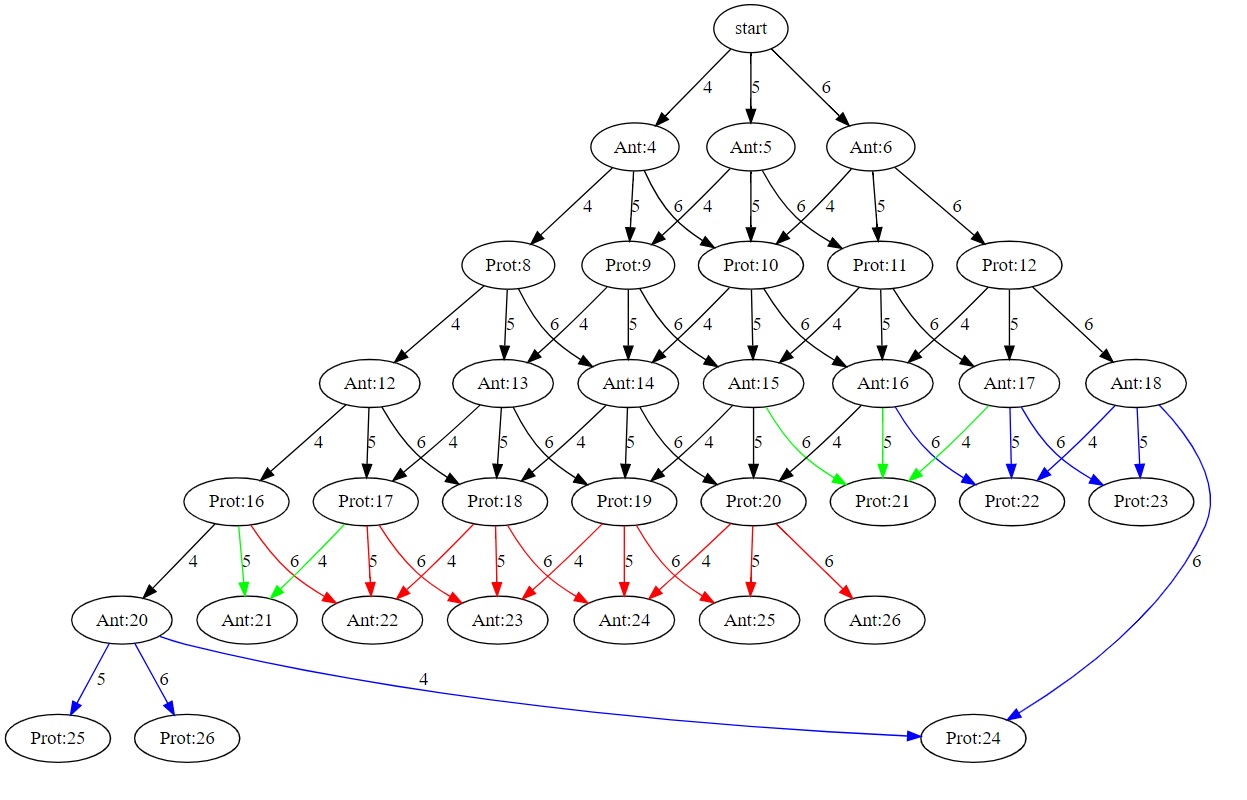 start
4 5 6
Ant:4 Ant:5 Ant:6
4 5 6 4 5 6 4 5 6
Prot:8 Prot:9 Prot:10 Prot:11 Prot:12
4 5 6 4 5 6 4 5 6 4 5 6 4 5 6
Ant:12 Ant:13 Ant:14 Ant:15 Ant:16 Ant:17 Ant:18
4 5 6 4 5 6 4 5 6 4 5 6 4 5 6 4 5 6 4 5
Prot:16 Prot:17 Prot:18 Prot:19 Prot:20 Prot:21 Prot:22 Prot:23
4 5 6 4 5 6 4 5 6 4 5 6 4 5 6 6
Ant:20 Ant:21 Ant:22 Ant:23 Ant:24 Ant:25 Ant:26
5 6 4
Prot:25 Prot:26 Prot:24